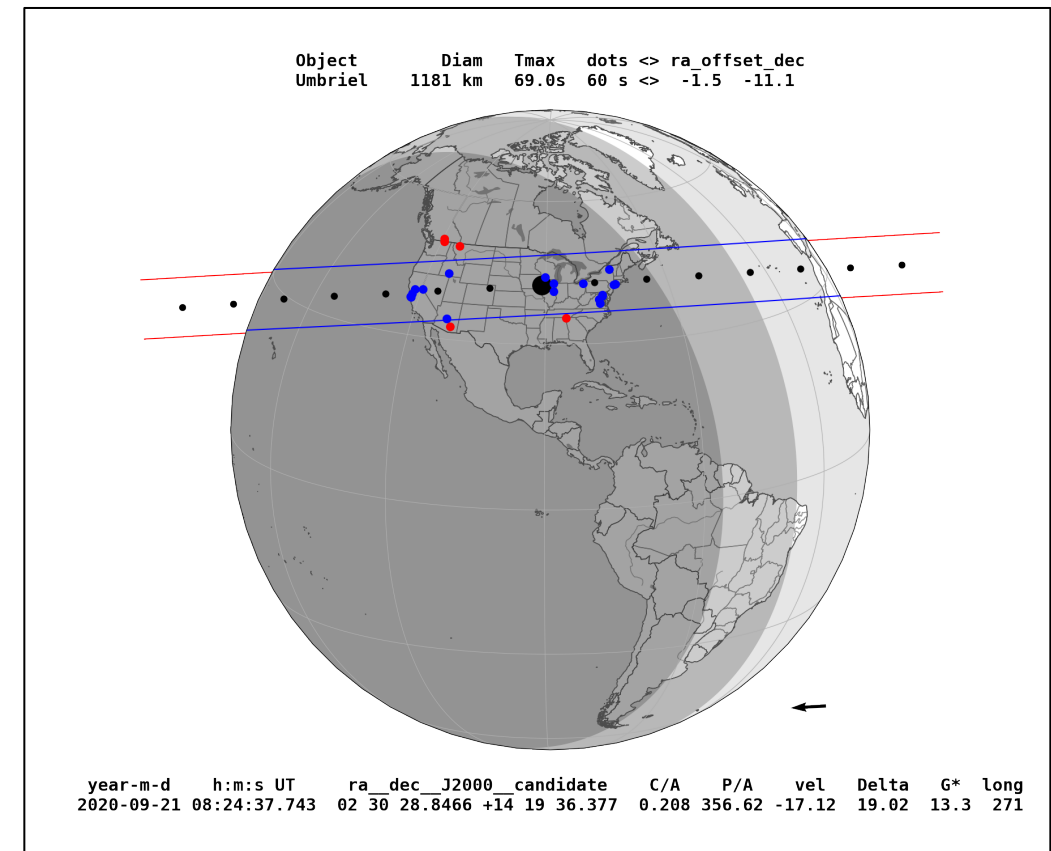 Object Diam Tmax dots <> ra_offset_dec
Umbriel 1181 km 69.0s 60 s <> -1.5 -11.1
year-m-d h:m:s UT ra__dec__J2000__candidate C/A P/A vel Delta G* long
2020-09-21 08:24:37.743 02 30 28.8466 +14 19 36.377 0.208 356.62 -17.12 19.02 13.3 271